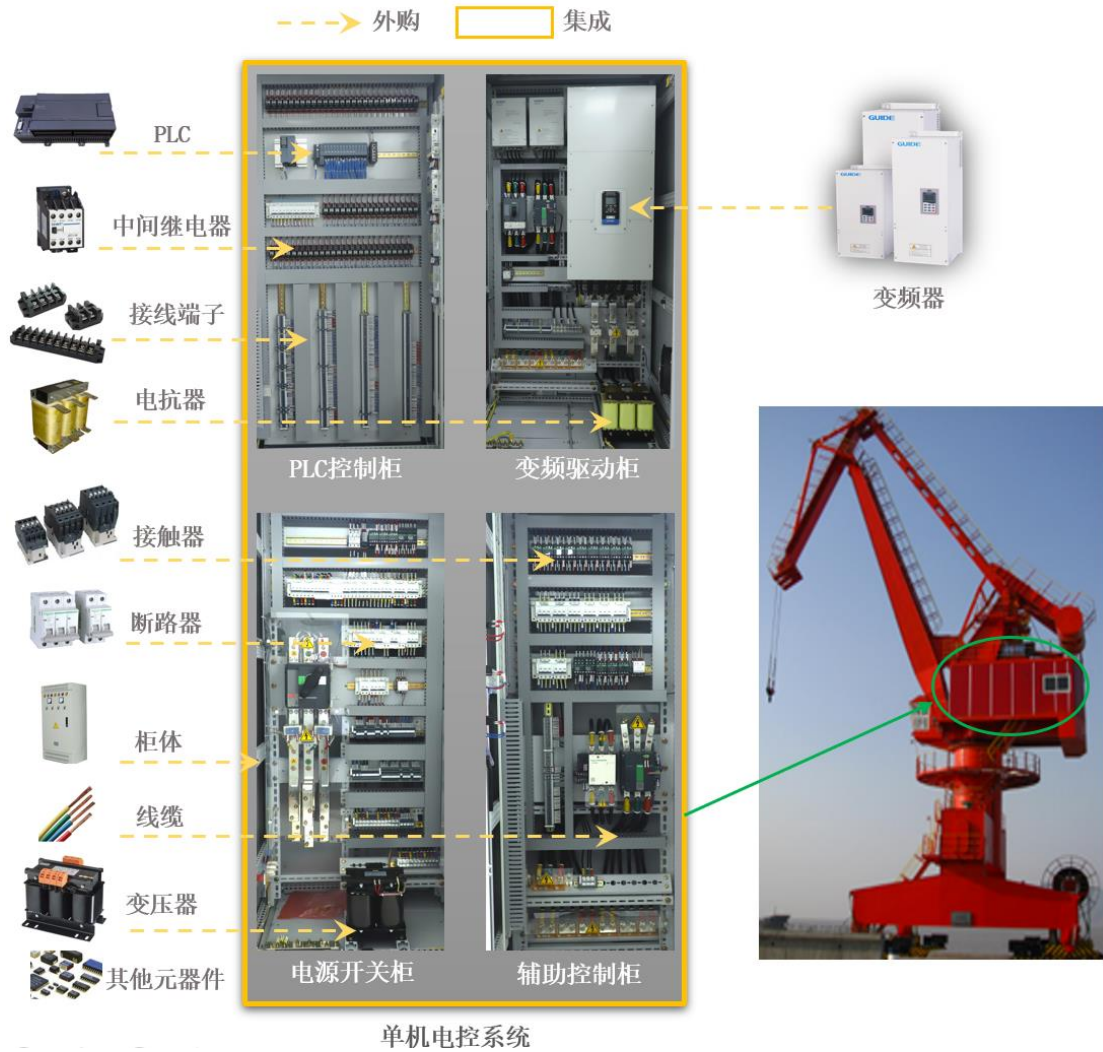 外购
集成
PLC
中间继电器
接线端子
电抗器
接触器
断路器
柜体
线缆
变压器
其他元器件
PLC控制柜
变频驱动柜
电源开关柜
辅助控制柜
单机电控系统
GUIDE
GUIDE
变频器